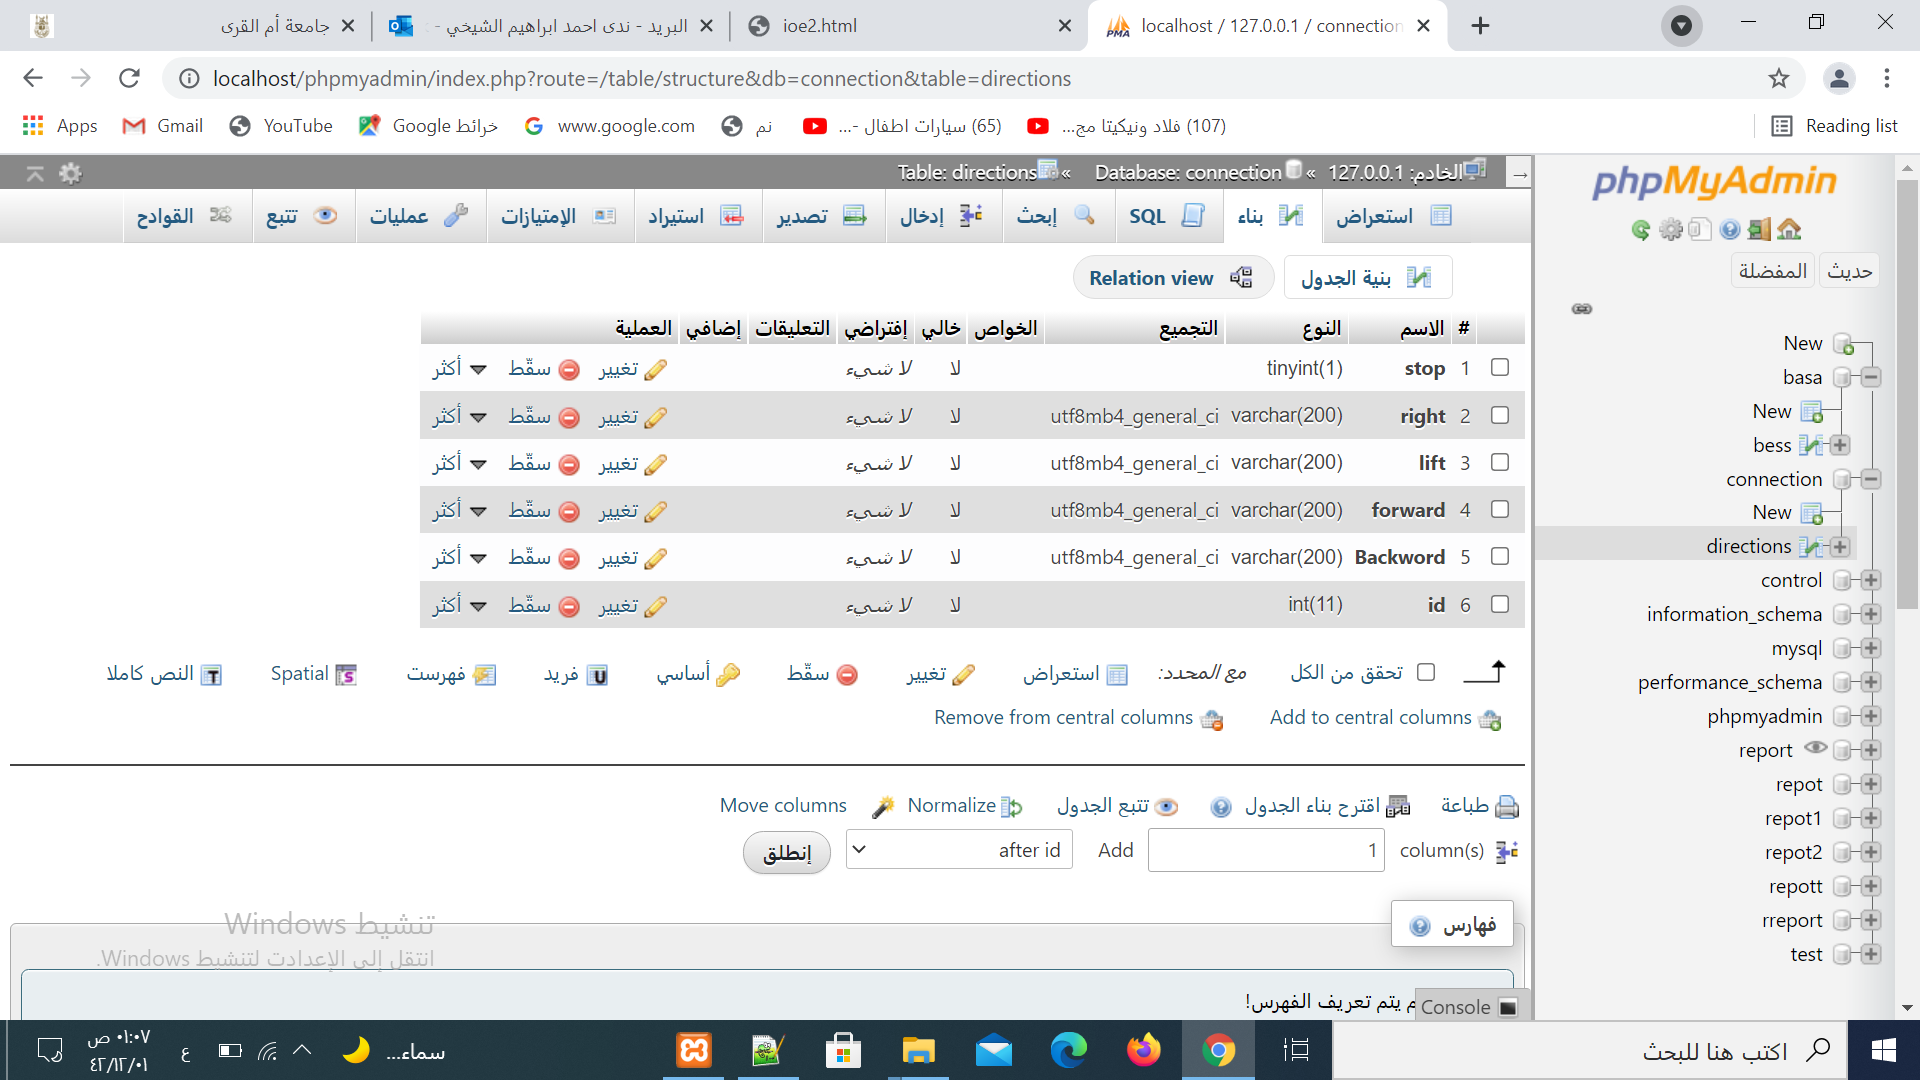 جامعة أم القرى
البريد - ندى احمد ابراهيم الشيخي -
ioe2.html
localhost / 127.0.0.1 / connection
localhost/phpmyadmin/index.php?route=/table/structure&db=connection&table=directions
Apps
Gmail
YouTube
خرائط Google
www.google.com
نم
(65) سيارات اطفال -...
(107) فلاد ونيكيتا مج...
Reading list
الخادم: 127.0.0.1 » Database: connection » Table: directions
استعراض
بناء
SQL
إبحث
إدخال
تصدير
استيراد
الإمتيازات
عمليات
تتبع
القوادح
بنية الجدول
Relation view
# الاسم النوع التجميع الخواص خالي إفتراضي التعليقات إضافي العملية
1 stop tinyint(1) لا لا شيء تغيير سقّط أكثر
2 right varchar(200) utf8mb4_general_ci لا لا شيء تغيير سقّط أكثر
3 lift varchar(200) utf8mb4_general_ci لا لا شيء تغيير سقّط أكثر
4 forward varchar(200) utf8mb4_general_ci لا لا شيء تغيير سقّط أكثر
5 Backword varchar(200) utf8mb4_general_ci لا لا شيء تغيير سقّط أكثر
6 id int(11) لا لا شيء تغيير سقّط أكثر
تحقق من الكل مع المحدد: استعراض تغيير سقّط أساسي فريد فهرست Spatial النص كاملا
Add to central columns Remove from central columns
طباعة اقترح بناء الجدول تتبع الجدول Normalize Move columns
column(s) 1 Add after id إنطلق
فهارس
م يتم تعريف الفهرس!
Console
تنشيط Windows
انتقل إلى الإعدادت لتنشيط Windows.
phpMyAdmin
حديث
المفضلة
New
basa
New
bess
connection
New
directions
control
information_schema
mysql
performance_schema
phpmyadmin
report
repot
repot1
repot2
repott
rreport
test
اكتب هنا للبحث
سماء...
ع
٠١:٠٧ ص
٤٢/١٢/٠١